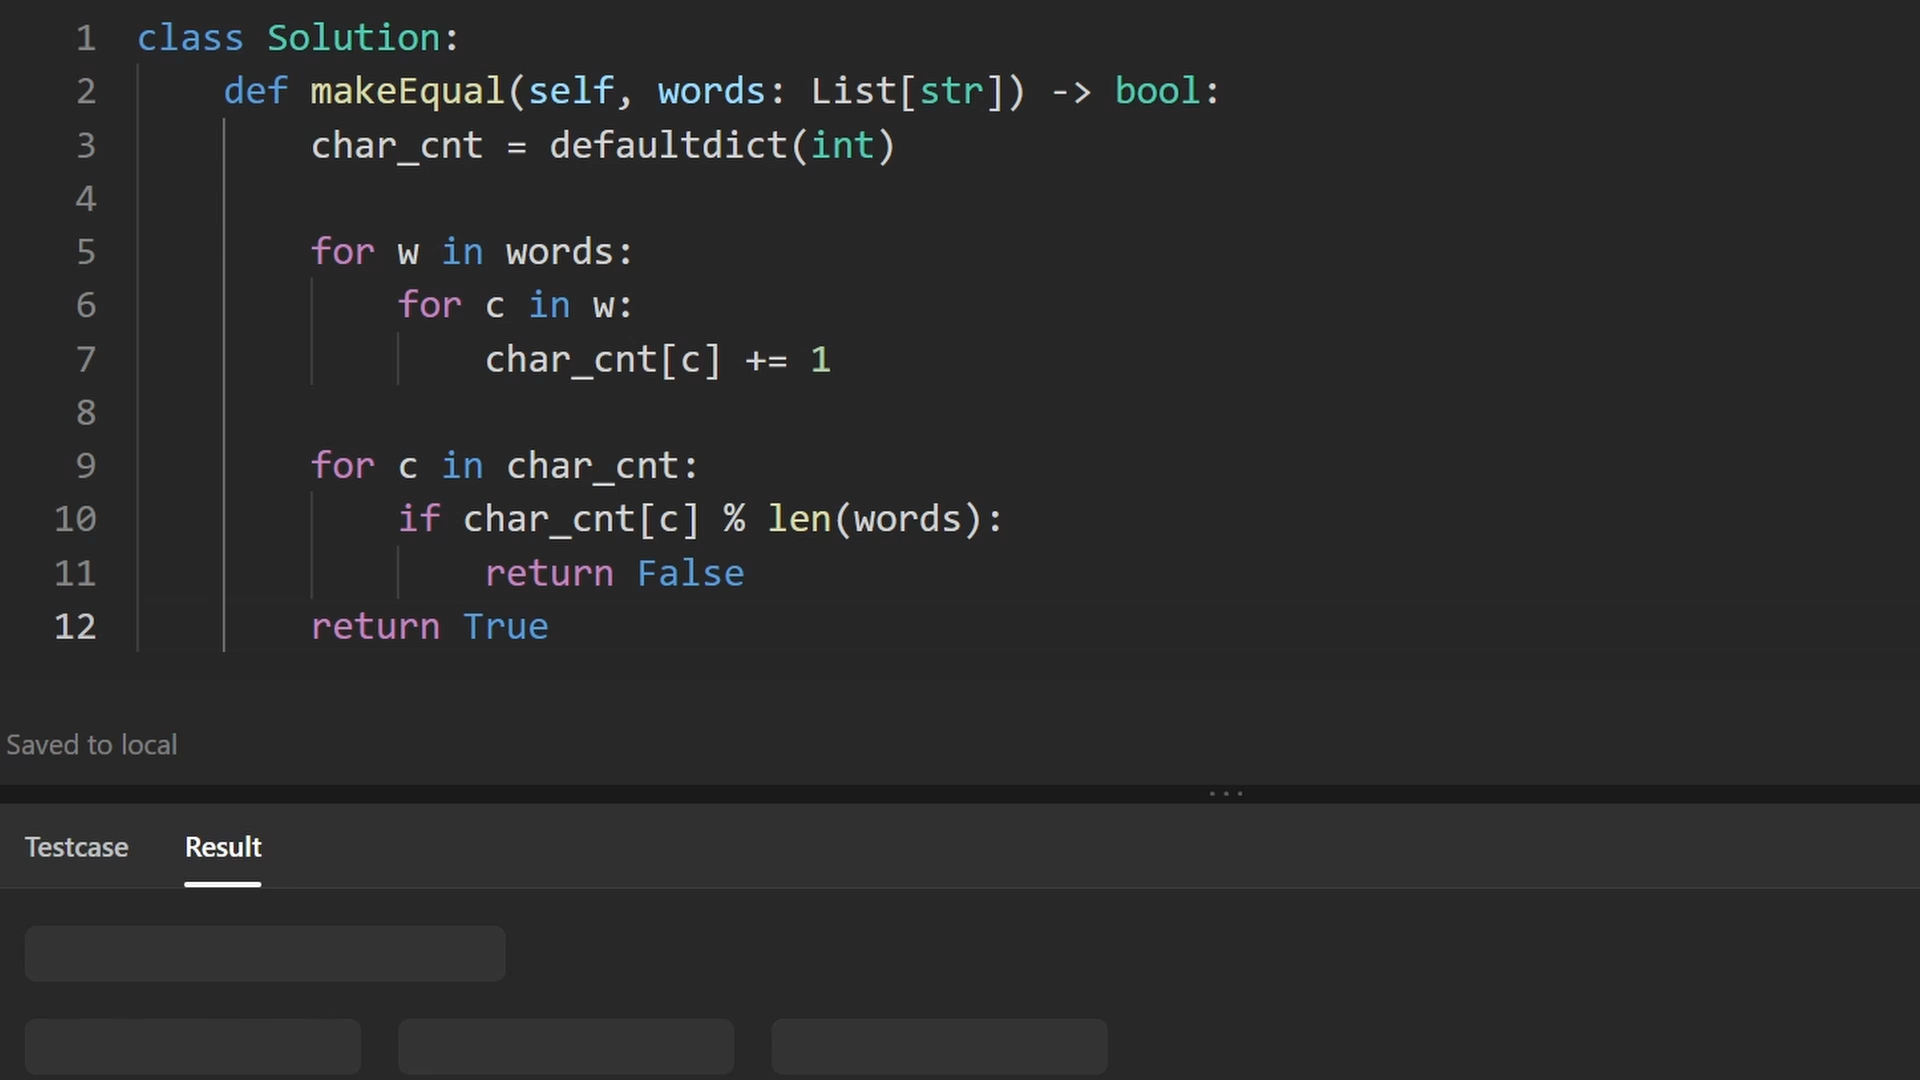 1 class Solution:
2 def makeEqual(self, words: List[str]) -> bool:
3 char_cnt = defaultdict(int)
4
5 for w in words:
6 for c in w:
7 char_cnt[c] += 1
8
9 for c in char_cnt:
10 if char_cnt[c] % len(words):
11 return False
12 return True
Saved to local
Testcase Result